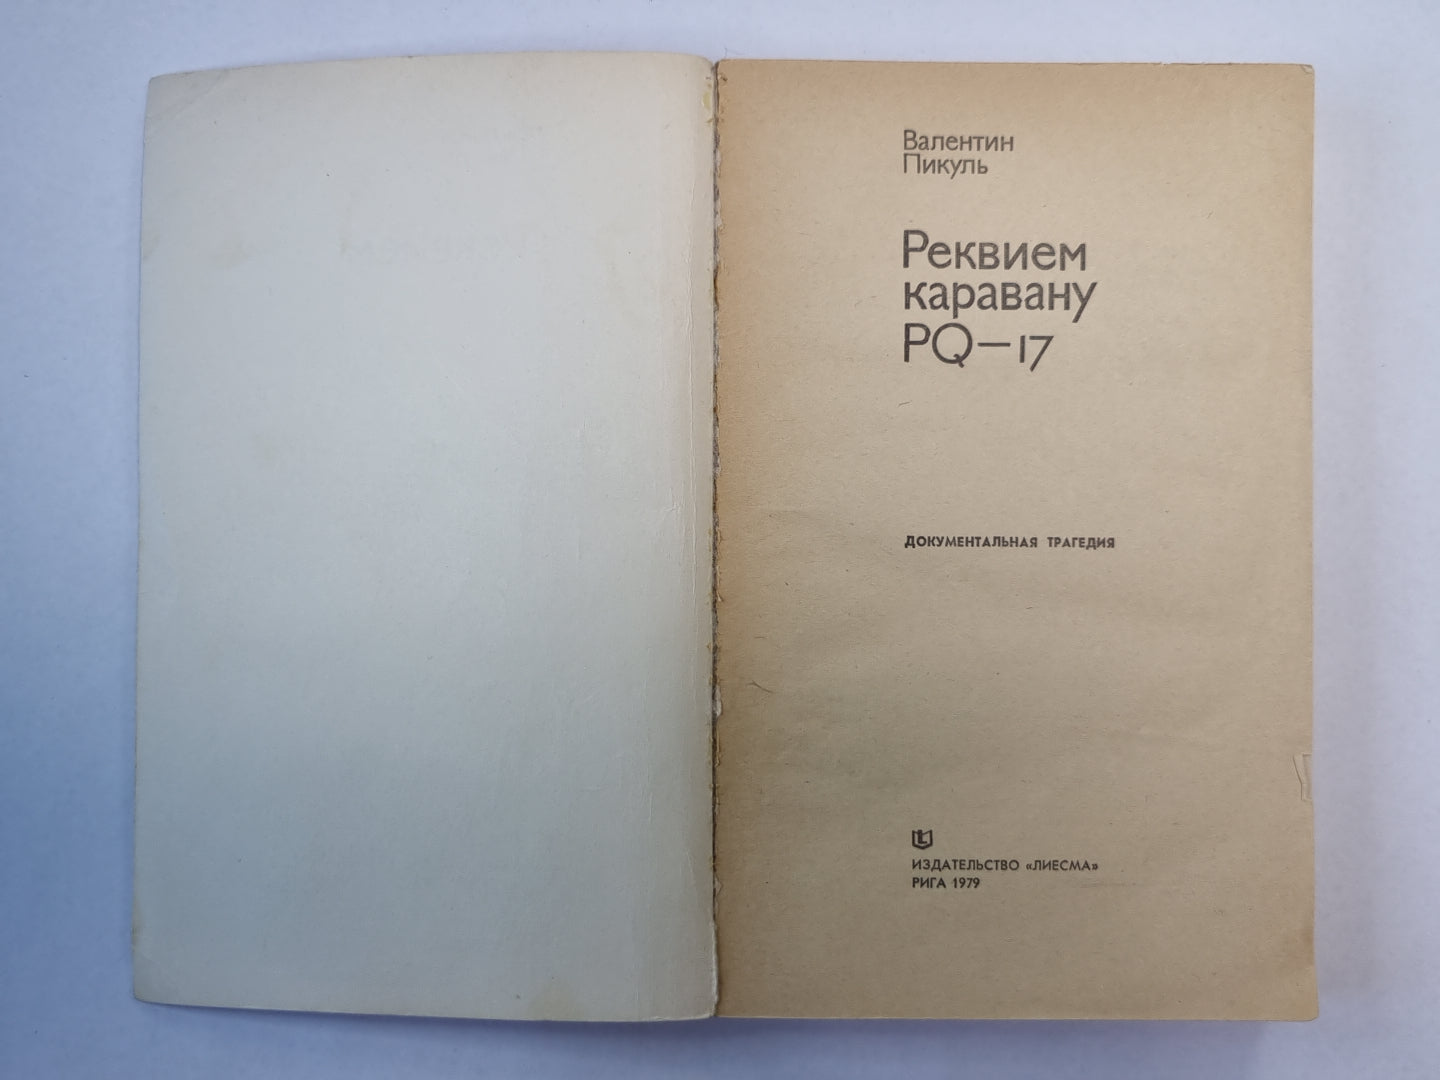 Валентин
Пикуль
Реквием
каравану
PQ—17
ДОКУМЕНТАЛЬНАЯ ТРАГЕДИЯ
L
ИЗДАТЕЛЬСТВО «ЛИЕСМА»
РИГА 1979